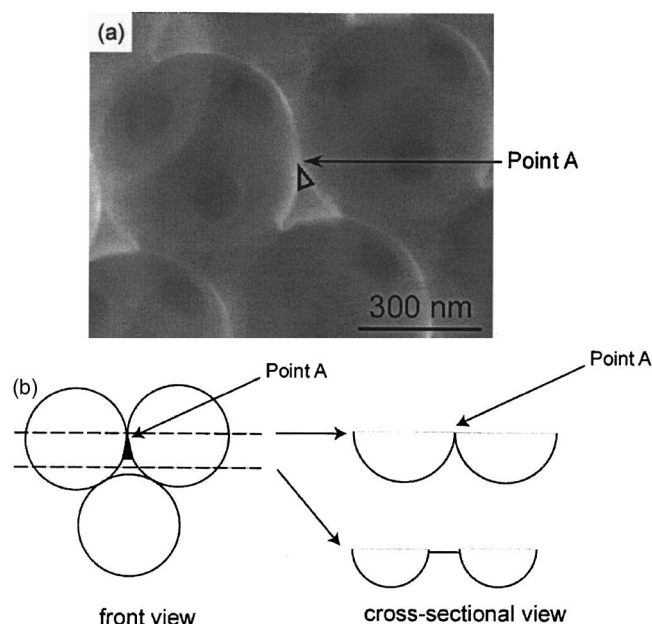 (a)
Point A
300 nm
(b)
Point A
Point A
front view
cross-sectional view